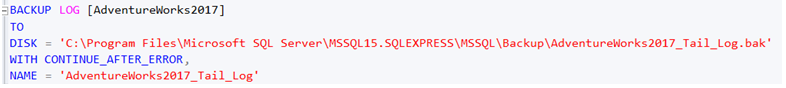 BACKUP LOG [AdventureWorks2017]
TO
DISK = 'C:\Program Files\Microsoft SQL Server\MSSQL15.SQLEXPRESS\MSSQL\Backup\AdventureWorks2017_Tail_Log.bak'
WITH CONTINUE_AFTER_ERROR,
NAME = 'AdventureWorks2017_Tail_Log'